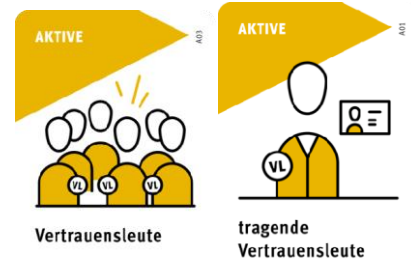 AKTIVE
A03
VL VL VL
Vertrauensleute
AKTIVE
A01
VL
tragende
Vertrauensleute